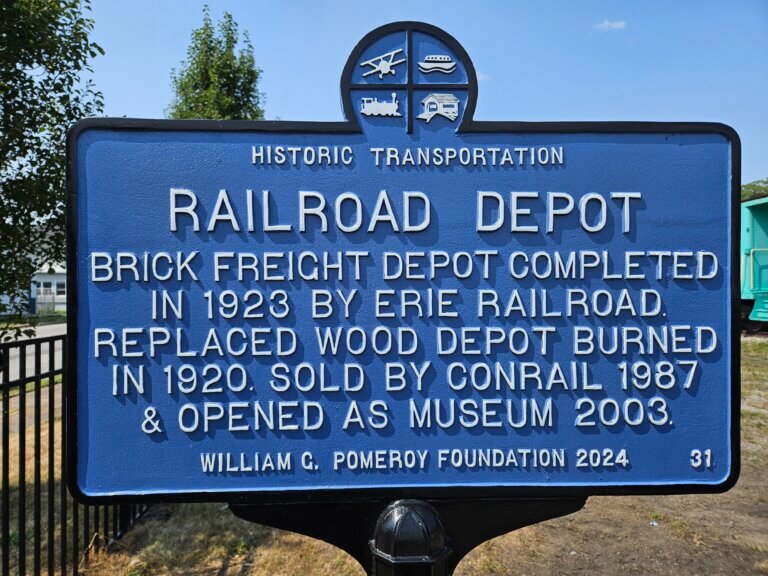 HISTORIC TRANSPORTATION
RAILROAD DEPOT
BRICK FREIGHT DEPOT COMPLETED
IN 1923 BY ERIE RAILROAD.
REPLACED WOOD DEPOT BURNED
IN 1920. SOLD BY CONRAIL 1987
& OPENED AS MUSEUM 2003.
WILLIAM G. POMEROY FOUNDATION 2024 31